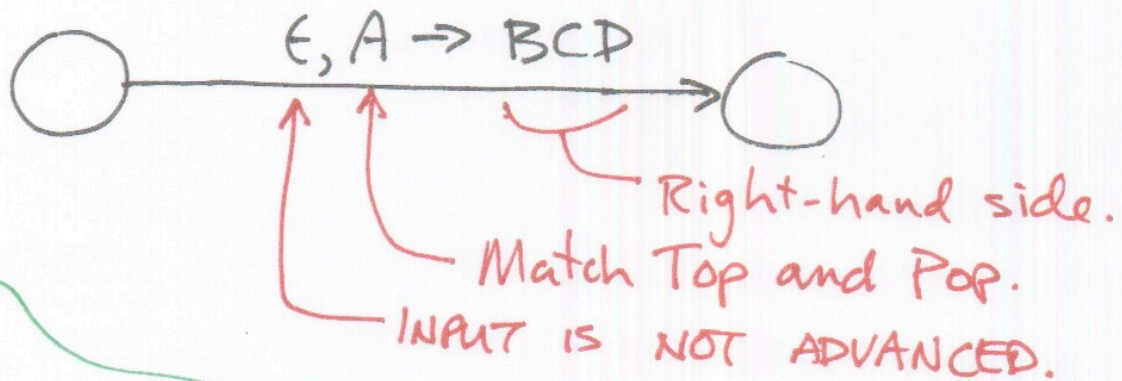 ϵ, A → BCD
Right-hand side.
Match Top and Pop.
INPUT IS NOT ADVANCED.